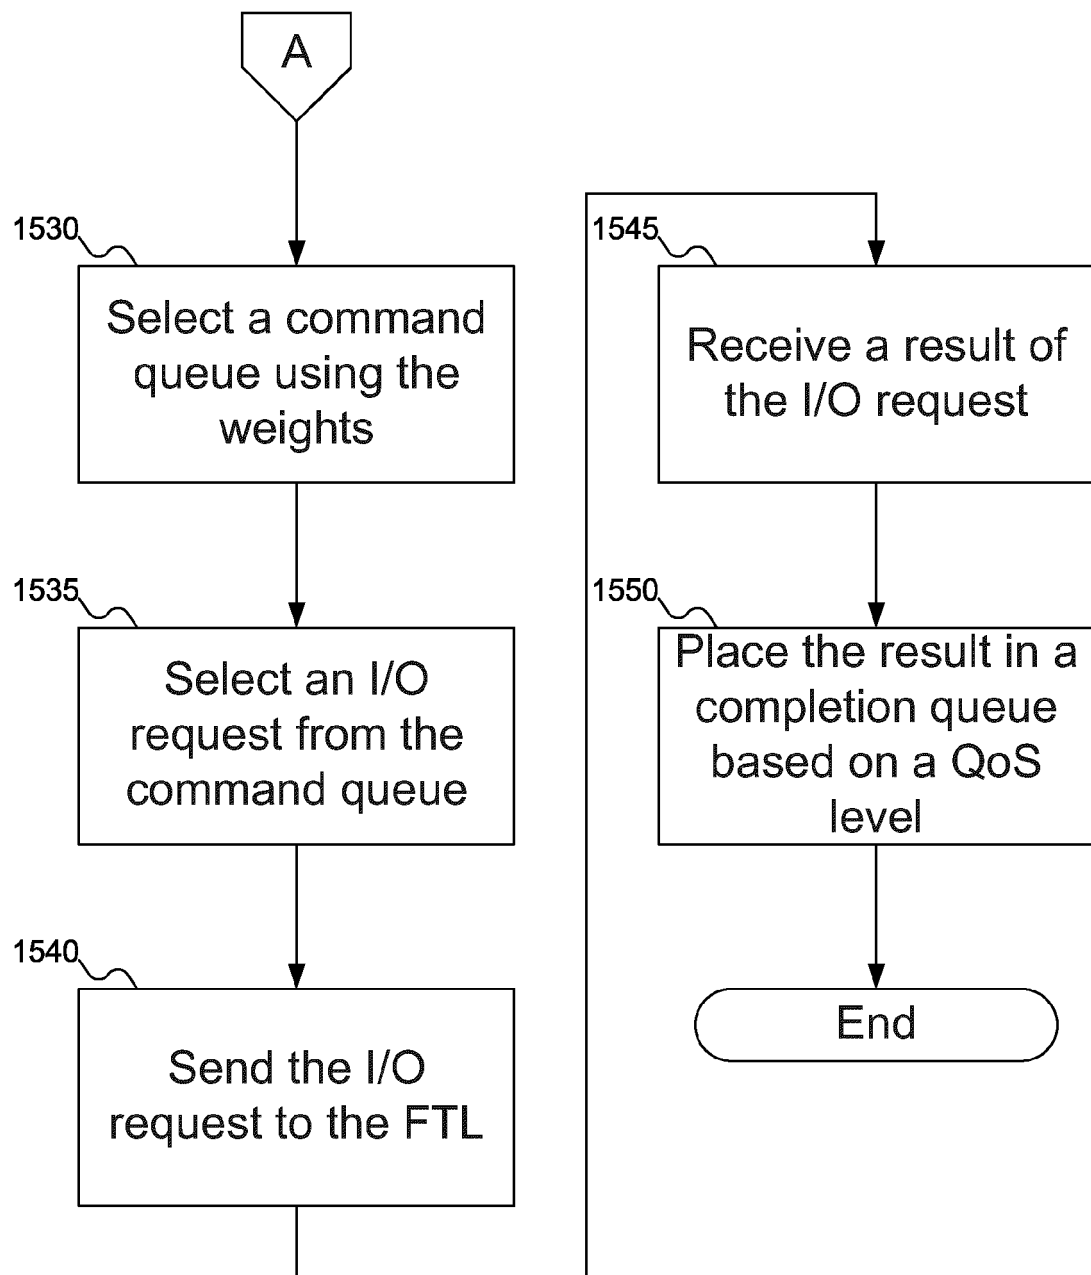 A
1530
Select a command
queue using the
weights
1535
Select an I/O
request from the
command queue
1540
Send the I/O
request to the FTL
1545
Receive a result of
the I/O request
1550
Place the result in a
completion queue
based on a QoS
level
End